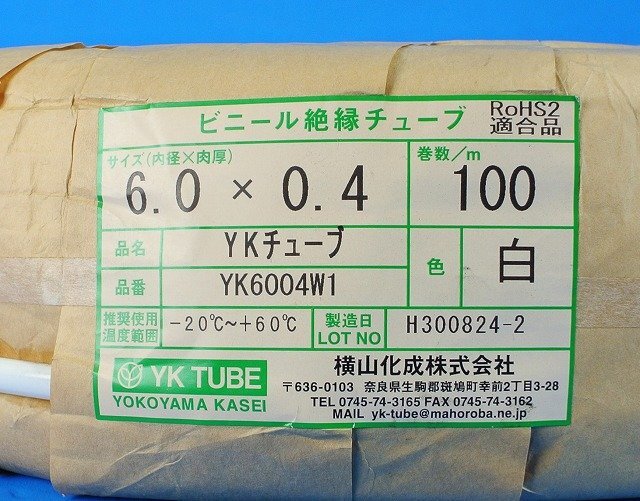 ビニール絶縁チューブ RoHS2 適合品
サイズ(内径×肉厚) 巻数/m
6.0 × 0.4 100
品名 YKチューブ 色 白
品番 YK6004W1
推奨使用温度範囲 -20℃~+60℃ 製造日 LOT NO H300824-2
YK TUBE
YOKOYAMA KASEI
横山化成株式会社
〒636-0103 奈良県生駒郡斑鳩町幸前2丁目3-28
TEL 0745-74-3165 FAX 0745-74-3162
MAIL yk-tube@mahoroba.ne.jp